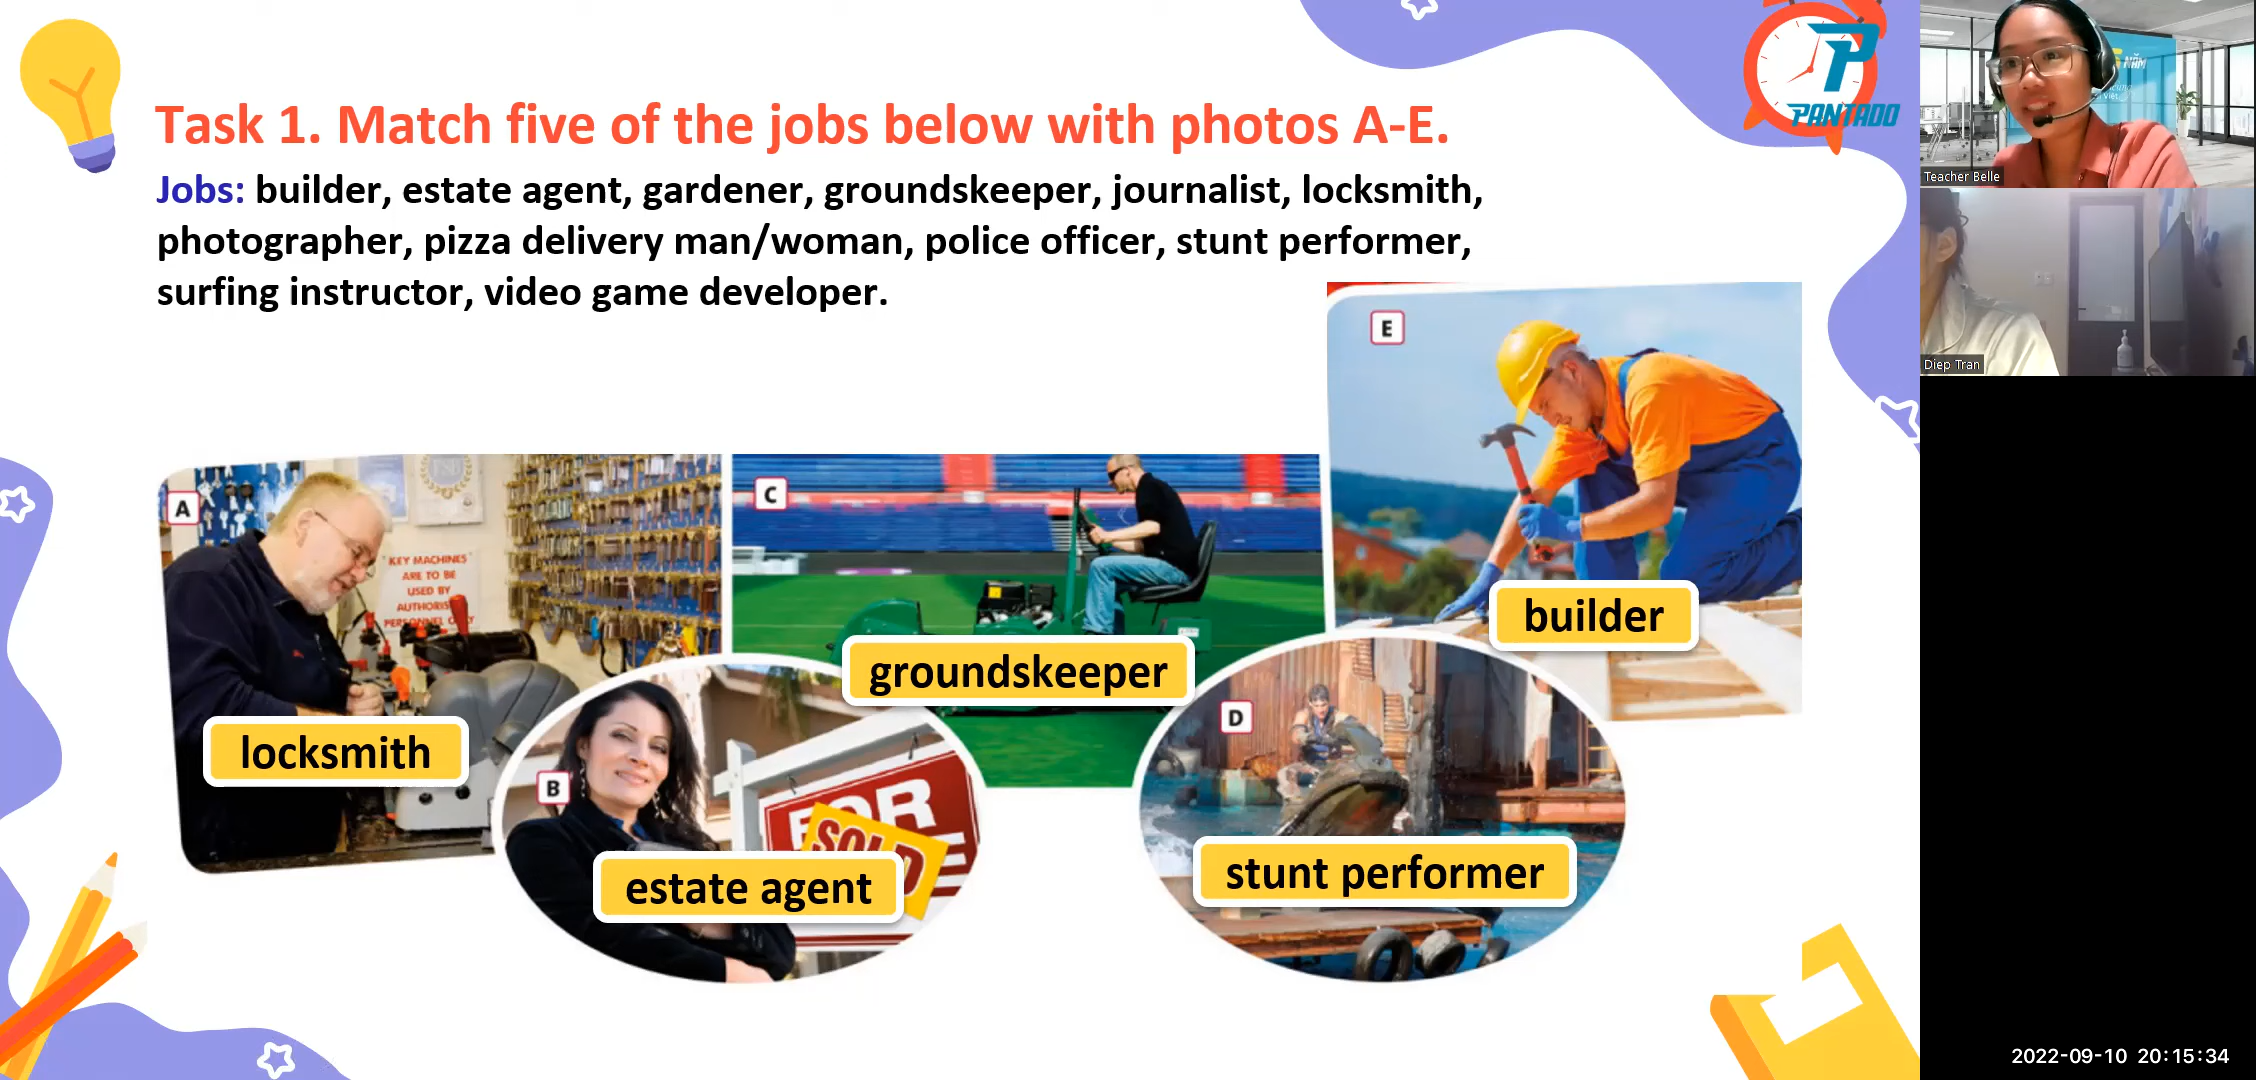 Task 1. Match five of the jobs below with photos A-E.
Jobs: builder, estate agent, gardener, groundskeeper, journalist, locksmith,
photographer, pizza delivery man/woman, police officer, stunt performer,
surfing instructor, video game developer.
PANTADO
NĂM
Teacher Belle
Diep Tran
A
KEY MACHINES
ARE TO BE
USED BY
locksmith
B
FOR
SOLD
estate agent
C
groundskeeper
D
stunt performer
E
builder
2022-09-10 20:15:34